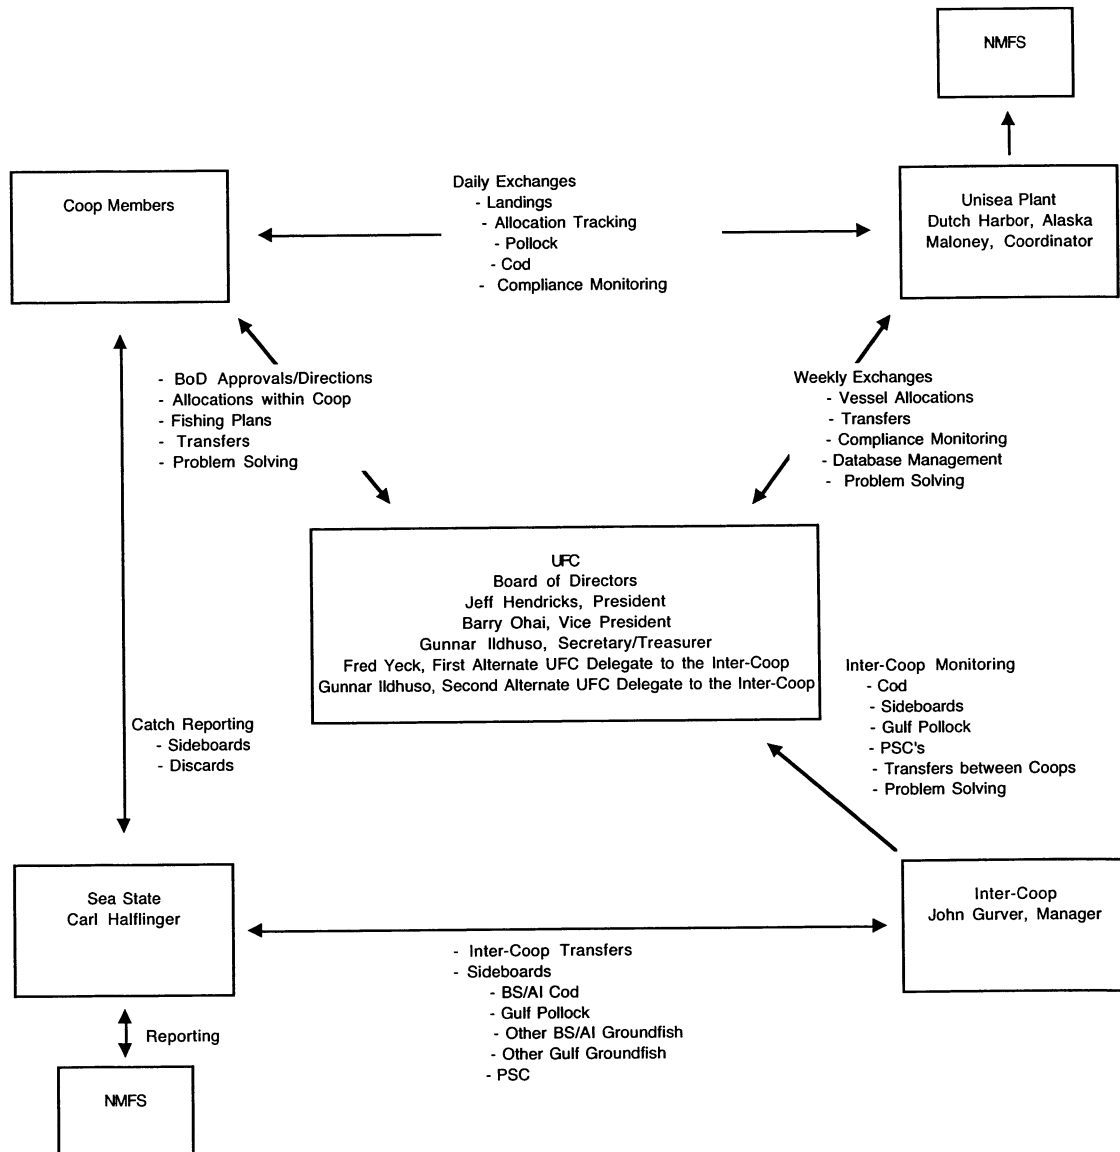 NMFS
Coop Members
Daily Exchanges
- Landings
- Allocation Tracking
- Pollock
- Cod
- Compliance Monitoring
Unisea Plant
Dutch Harbor, Alaska
Maloney, Coordinator
- BoD Approvals/Directions
- Allocations within Coop
- Fishing Plans
- Transfers
- Problem Solving
Weekly Exchanges
- Vessel Allocations
- Transfers
- Compliance Monitoring
- Database Management
- Problem Solving
UFC
Board of Directors
Jeff Hendricks, President
Barry Ohai, Vice President
Gunnar Ildhuso, Secretary/Treasurer
Fred Yeck, First Alternate UFC Delegate to the Inter-Coop
Gunnar Ildhuso, Second Alternate UFC Delegate to the Inter-Coop
Inter-Coop Monitoring
- Cod
- Sideboards
- Gulf Pollock
- PSC's
- Transfers between Coops
- Problem Solving
Catch Reporting
- Sideboards
- Discards
Sea State
Carl Halflinger
Inter-Coop
John Gurver, Manager
- Inter-Coop Transfers
- Sideboards
- BS/AI Cod
- Gulf Pollock
- Other BS/AI Groundfish
- Other Gulf Groundfish
- PSC
Reporting
NMFS